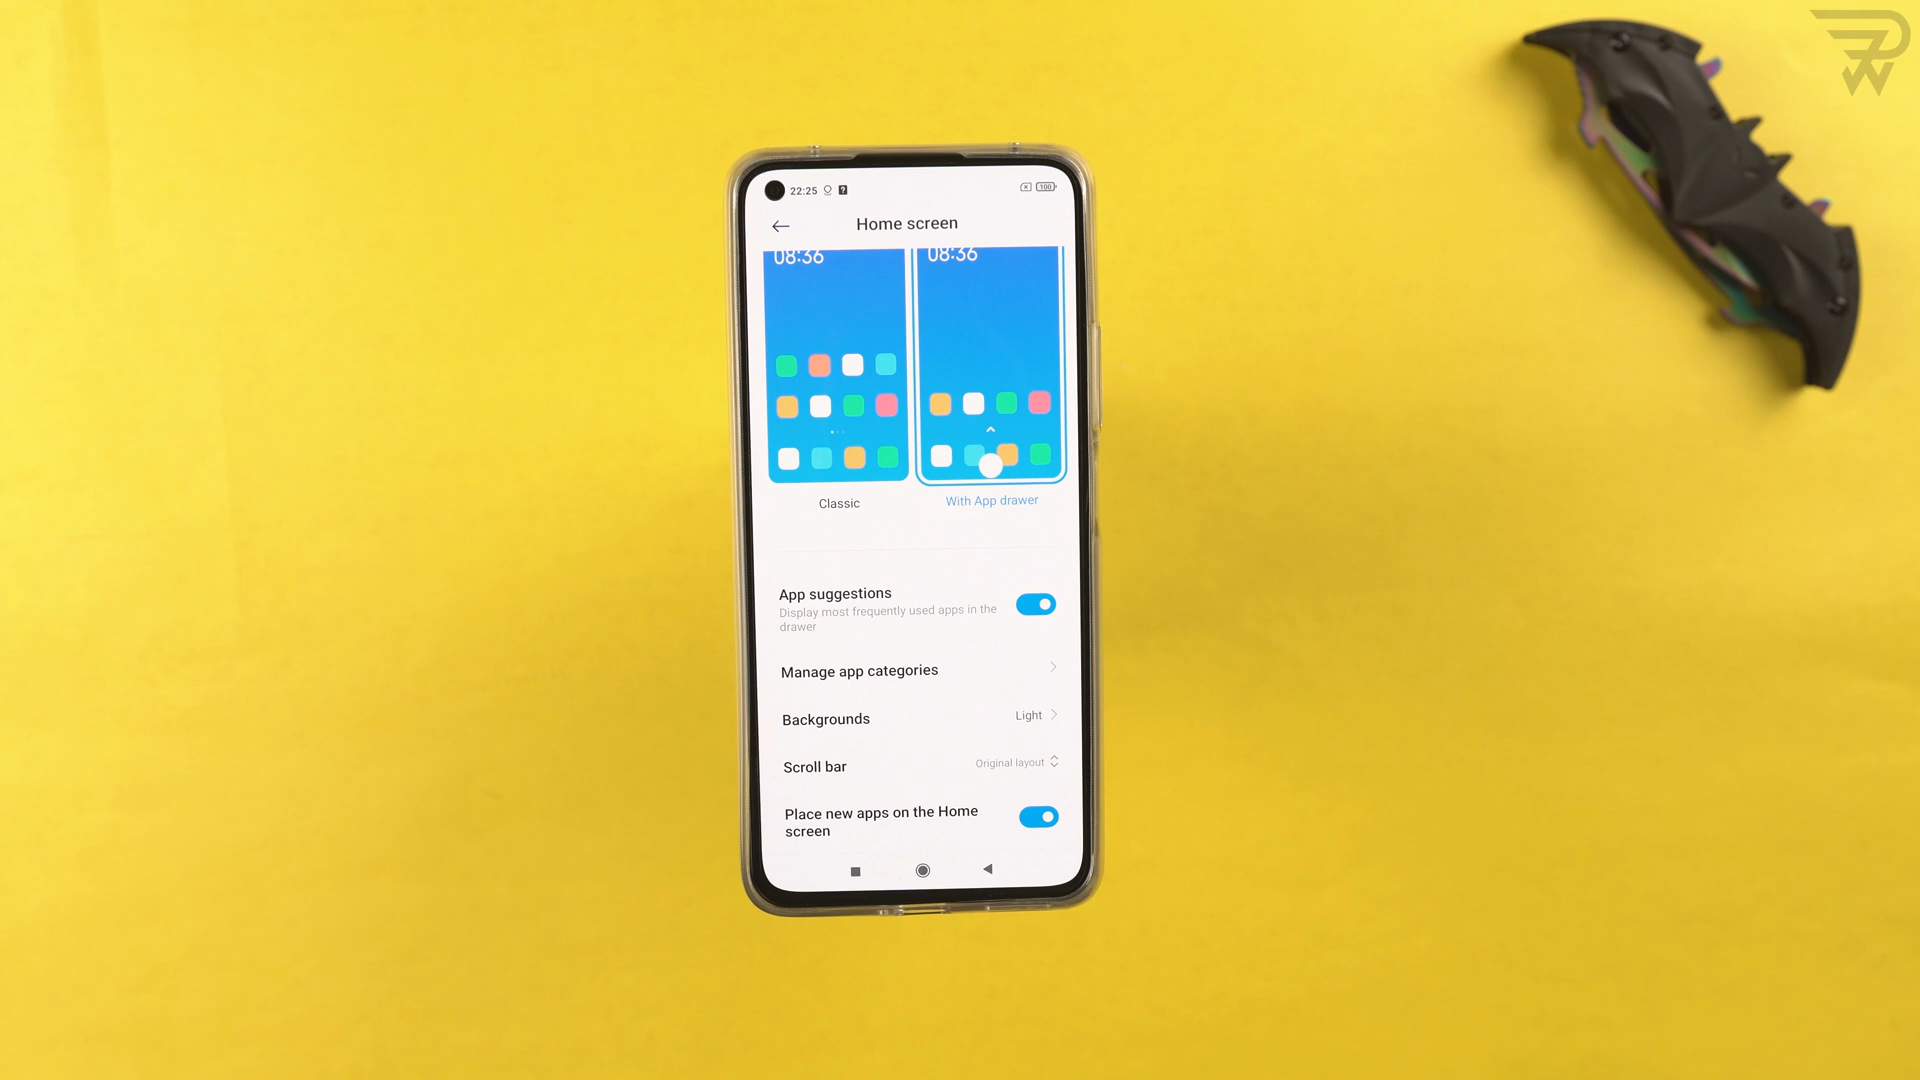 22:25
100
Home screen
08:36
08:36
Classic
With App drawer
App suggestions
Display most frequently used apps in the
drawer
Manage app categories
Backgrounds
Light
Scroll bar
Original layout
Place new apps on the Home
screen